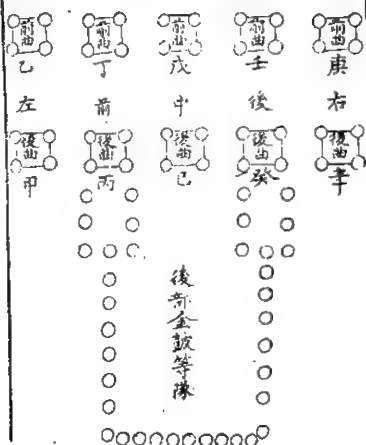 前曲 前曲 前曲 前曲 前曲
乙 丁 戊 壬 庚
左 前 中 後 右
後曲 後曲 後曲 後曲 後曲
甲 丙 己 癸 辛
後部金鼓等隊